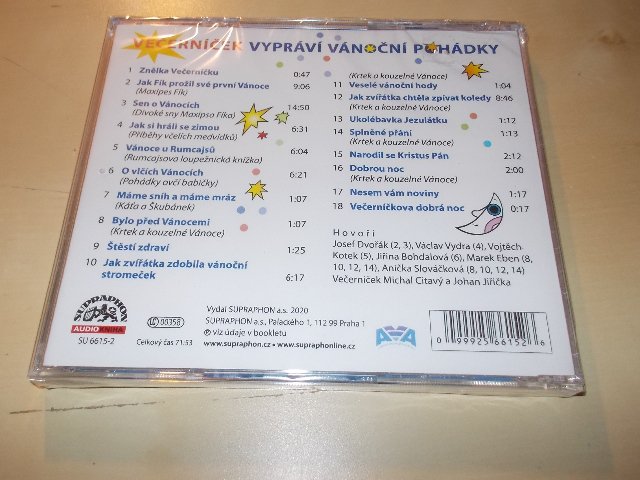 VEČERNÍČEK VYPRÁVÍ VÁNOČNÍ POHÁDKY
1 Znělka Večerníčku 0:47
2 Jak Fík prožil své první Vánoce 9:06
(Maxipes Fík)
3 Sen o Vánocích 14:50
(Divoké sny Maxipsa Fíka)
4 Jak si hráli se zimou 6:31
(Příběhy včelích medvídků)
5 Vánoce u Rumcajsů 6:04
(Rumcajsova loupežnická knížka)
6 O vlčích Vánocích 6:21
(Pohádky ovčí babičky)
7 Máme sníh a máme mráz 1:07
(Káťa a Škubánek)
8 Bylo před Vánocemi 1:07
(Krtek a kouzelné Vánoce)
9 Štěstí zdraví 1:25
10 Jak zvířátka zdobila vánoční
stromeček 6:17
(Krtek a kouzelné Vánoce)
11 Veselé vánoční hody 1:04
12 Jak zvířátka chtěla zpívat koledy 8:46
(Krtek a kouzelné Vánoce)
13 Ukolébavka Jezulátku 1:12
14 Splněné přání 1:13
(Krtek a kouzelné Vánoce)
15 Narodil se Kristus Pán 2:12
16 Dobrou noc 2:00
(Krtek a kouzelné Vánoce)
17 Nesem vám noviny 1:17
18 Večerníčkova dobrá noc 0:17
Hovoří
Josef Dvořák (2, 3), Václav Vydra (4), Vojtěch
Kotek (5), Jiřina Bohdalová (6), Marek Eben (8,
10, 12, 14), Anička Slováčková (8, 10, 12, 14)
Večerníček Michal Citavý a Johan Jiřička
SUPRAPHON
AUDIOKNIHA
SU 6615-2
LC 00358
Celkový čas 71:53
Vydal SUPRAPHON a.s. 2020
SUPRAPHON a.s., Palackého 1, 112 99 Praha 1
℗ viz údaje v bookletu
www.supraphon.cz • www.supraphonline.cz
0 99925 66152 6